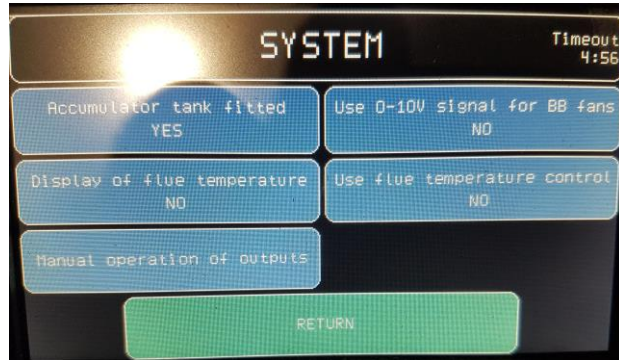 SYSTEM
Timeout
4:56
Accumulator tank fitted
YES
Use 0-10V signal for BB fans
NO
Display of flue temperature
NO
Use flue temperature control
NO
Manual operation of outputs
RETURN